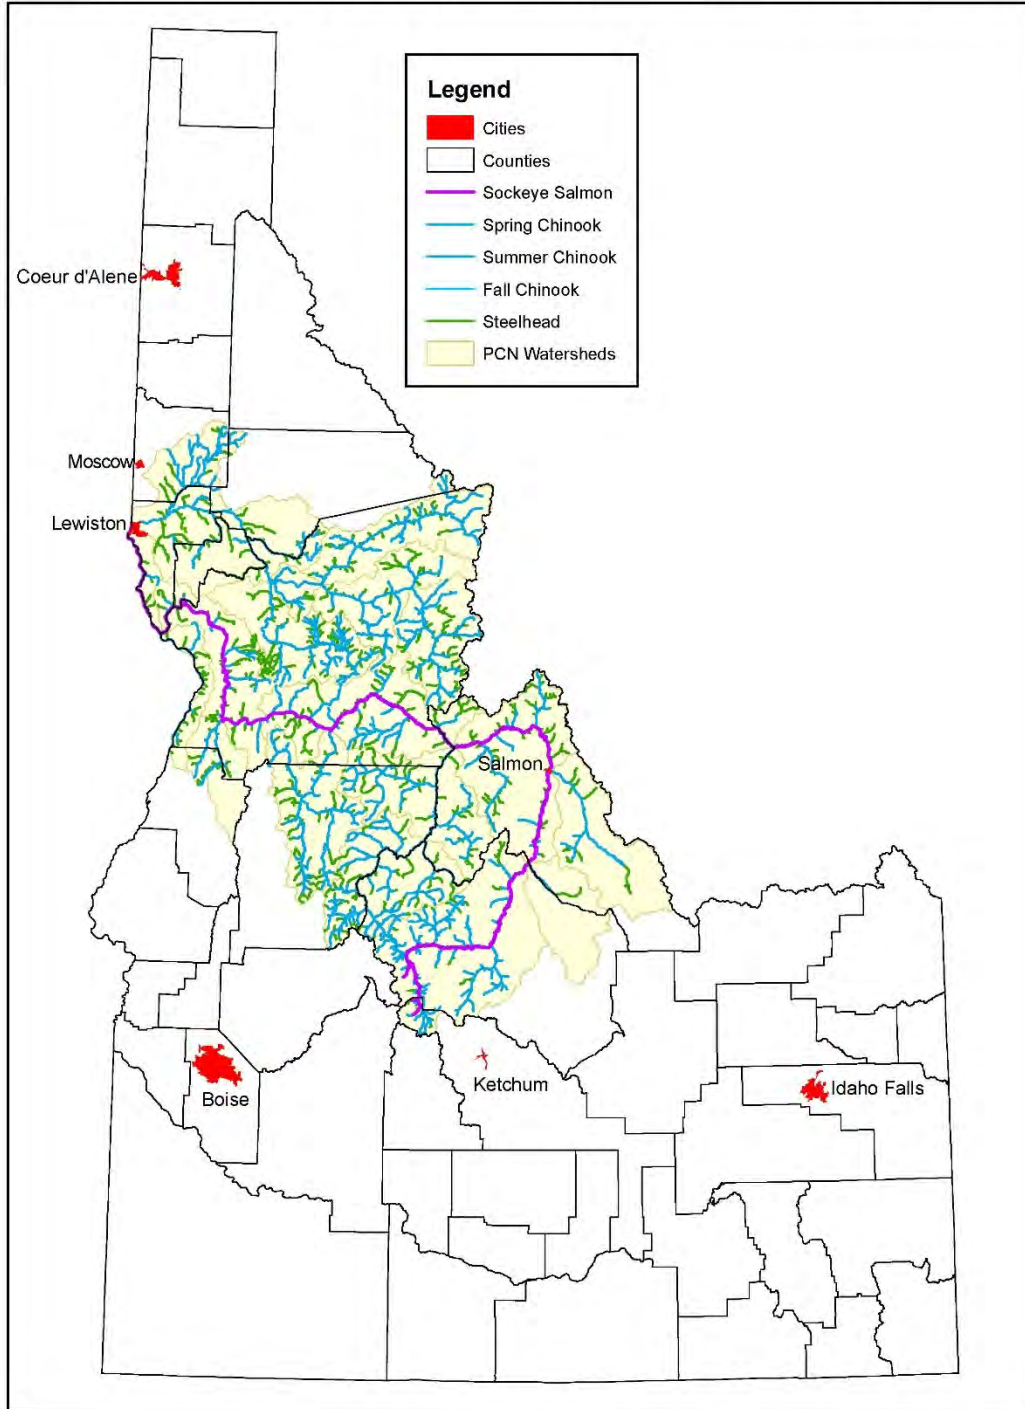 Legend
Cities
Counties
Sockeye Salmon
Spring Chinook
Summer Chinook
Fall Chinook
Steelhead
PCN Watersheds
Coeur d'Alene
Moscow
Lewiston
Salmon
Boise
Ketchum
Idaho Falls